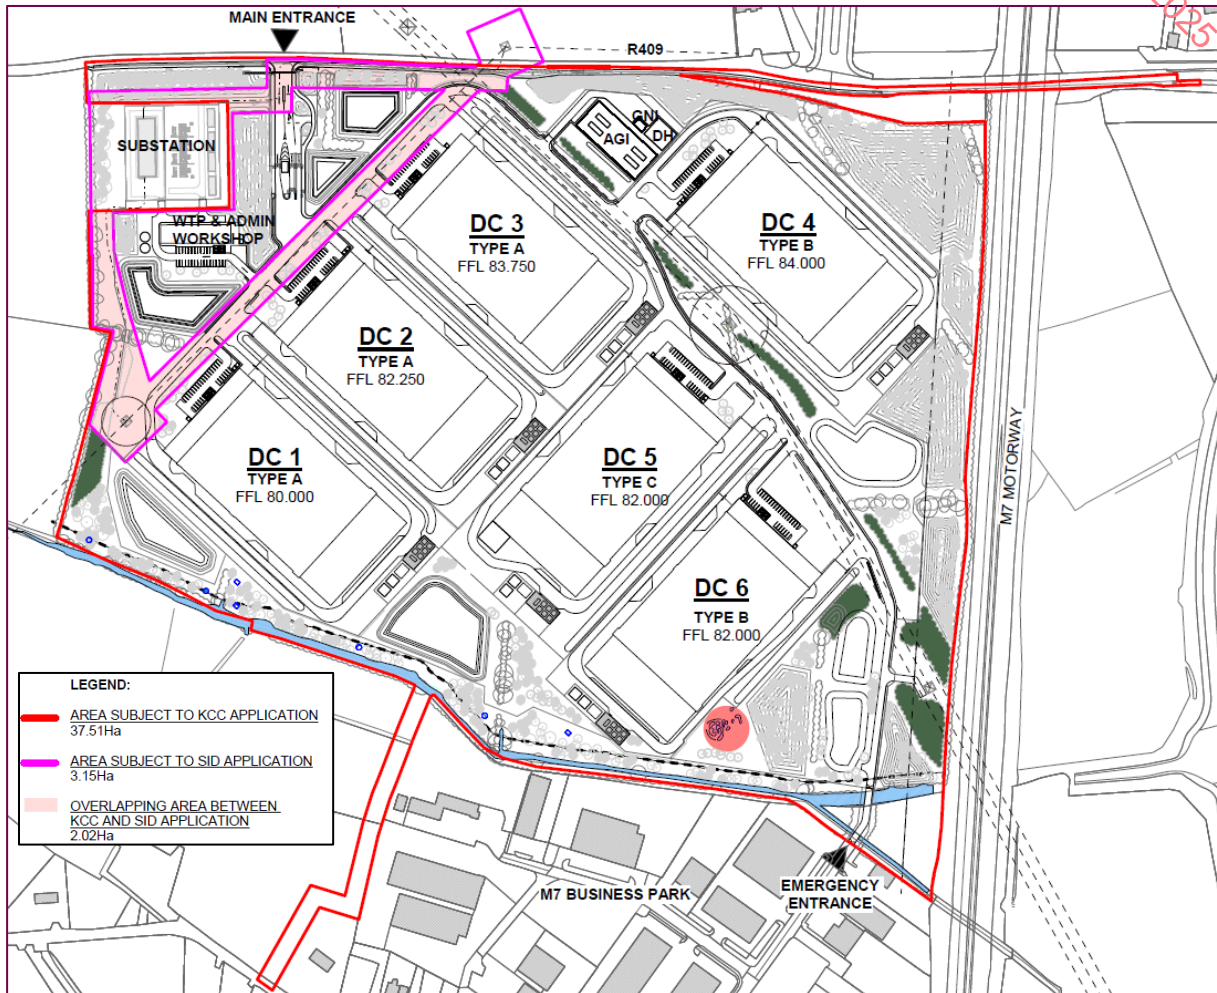 2025
MAIN ENTRANCE
R409
SUBSTATION
GNI
AGI
DH
WTP & ADMIN
WORKSHOP
DC 3
TYPE A
FFL 83.750
DC 4
TYPE B
FFL 84.000
DC 2
TYPE A
FFL 82.250
DC 1
TYPE A
FFL 80.000
DC 5
TYPE C
FFL 82.000
DC 6
TYPE B
FFL 82.000
M7 MOTORWAY
LEGEND:
AREA SUBJECT TO KCC APPLICATION
37.51Ha
AREA SUBJECT TO SID APPLICATION
3.15Ha
OVERLAPPING AREA BETWEEN
KCC AND SID APPLICATION
2.02Ha
M7 BUSINESS PARK
EMERGENCY
ENTRANCE